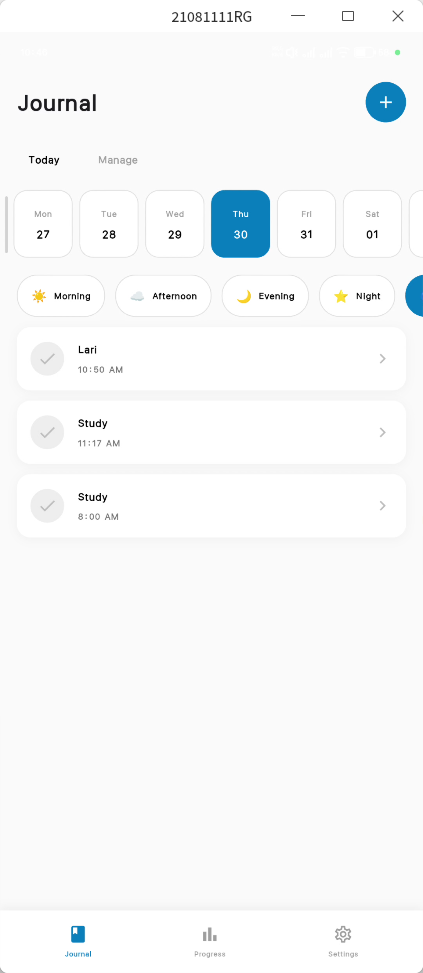 21081111RG
Journal
Today Manage
Mon Tue Wed Thu Fri Sat
27 28 29 30 31 01
Morning Afternoon Evening Night
Lari
10:50 AM
Study
11:17 AM
Study
8:00 AM
Journal Progress Settings